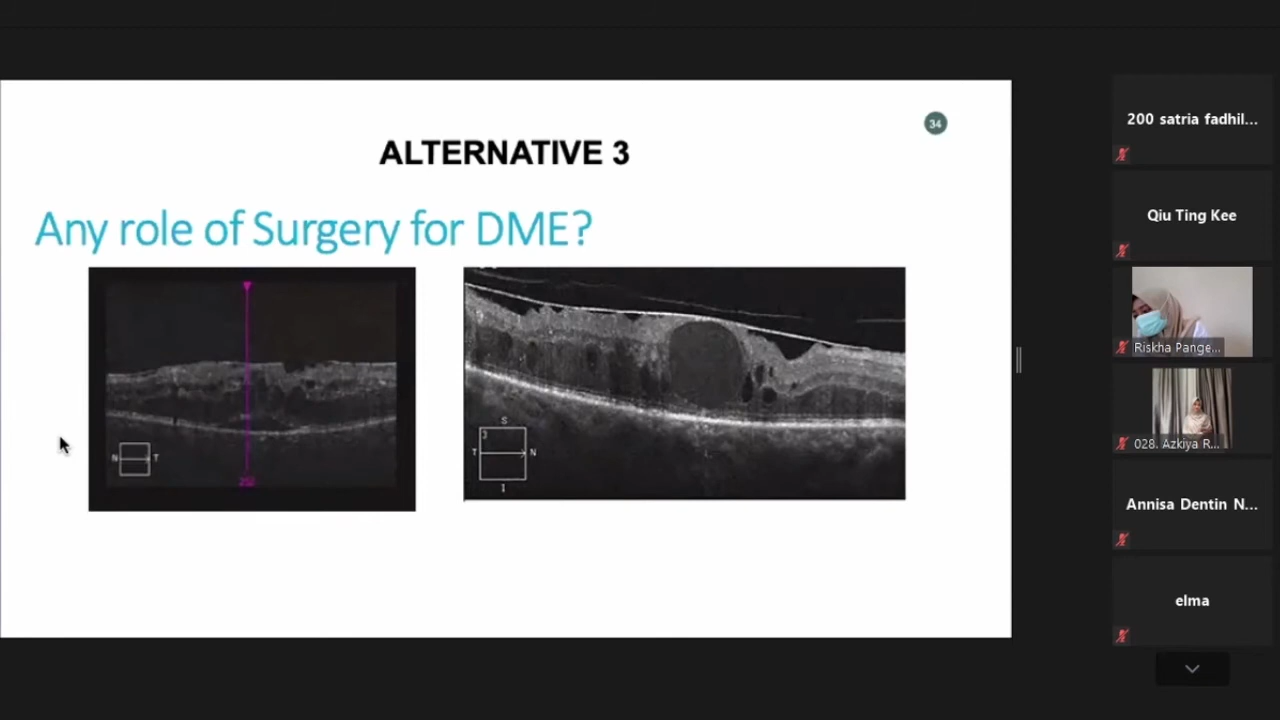 34
ALTERNATIVE 3
Any role of Surgery for DME?
N
T
S
T
N
I
200 satria fadhil...
Qiu Ting Kee
Riskha Pange...
028. Azkiya R...
Annisa Dentin N...
elma